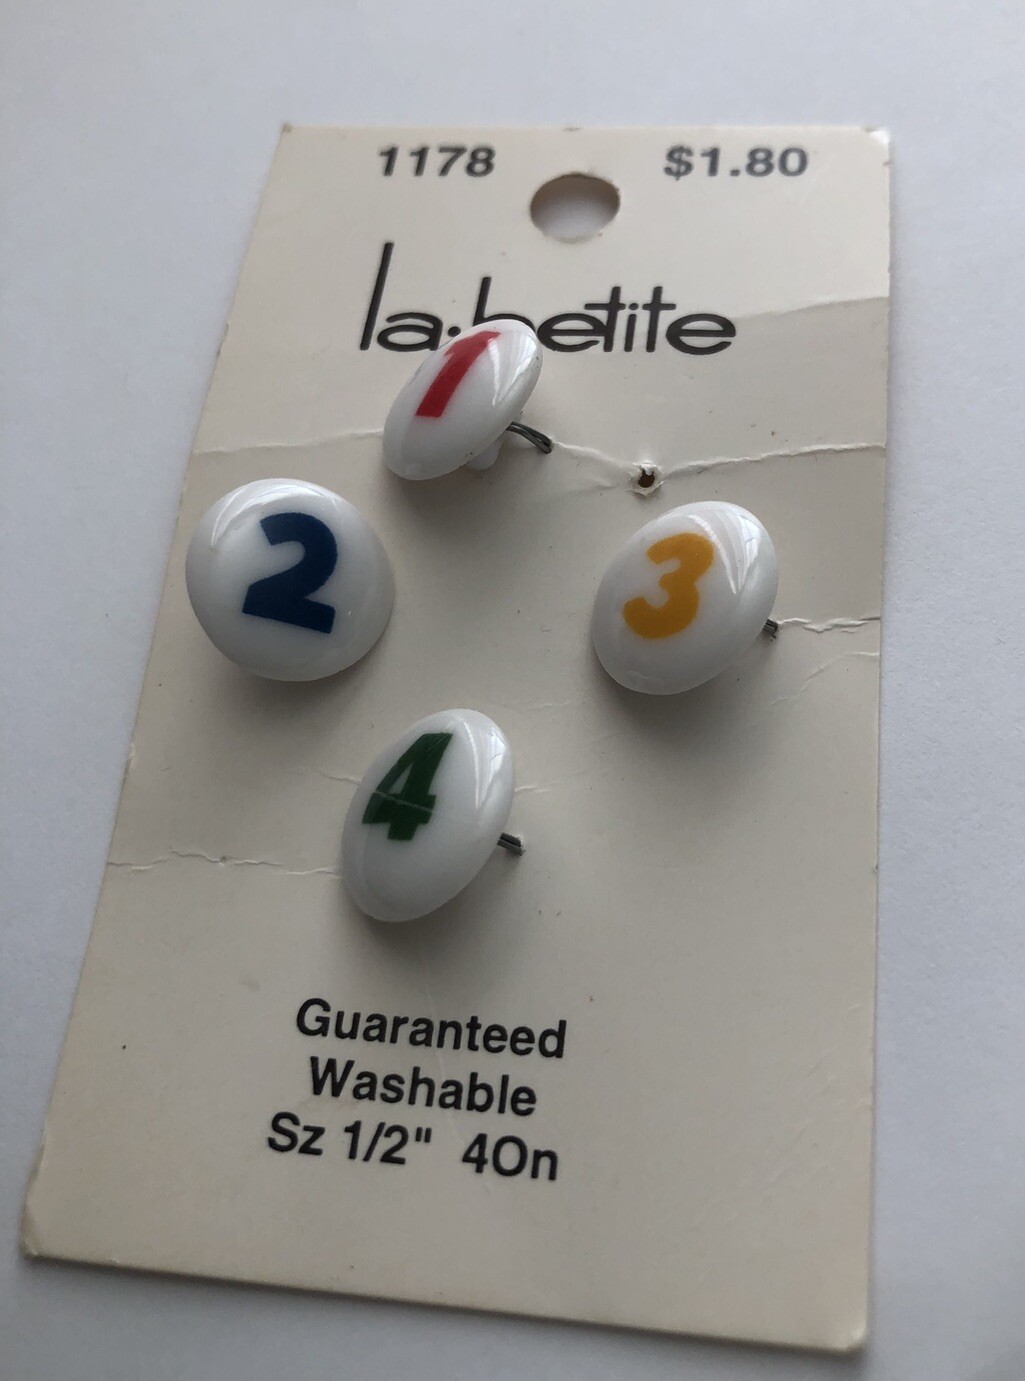 1178 $1.80
la petite
1
2 3
4
Guaranteed
Washable
Sz 1/2" 4On